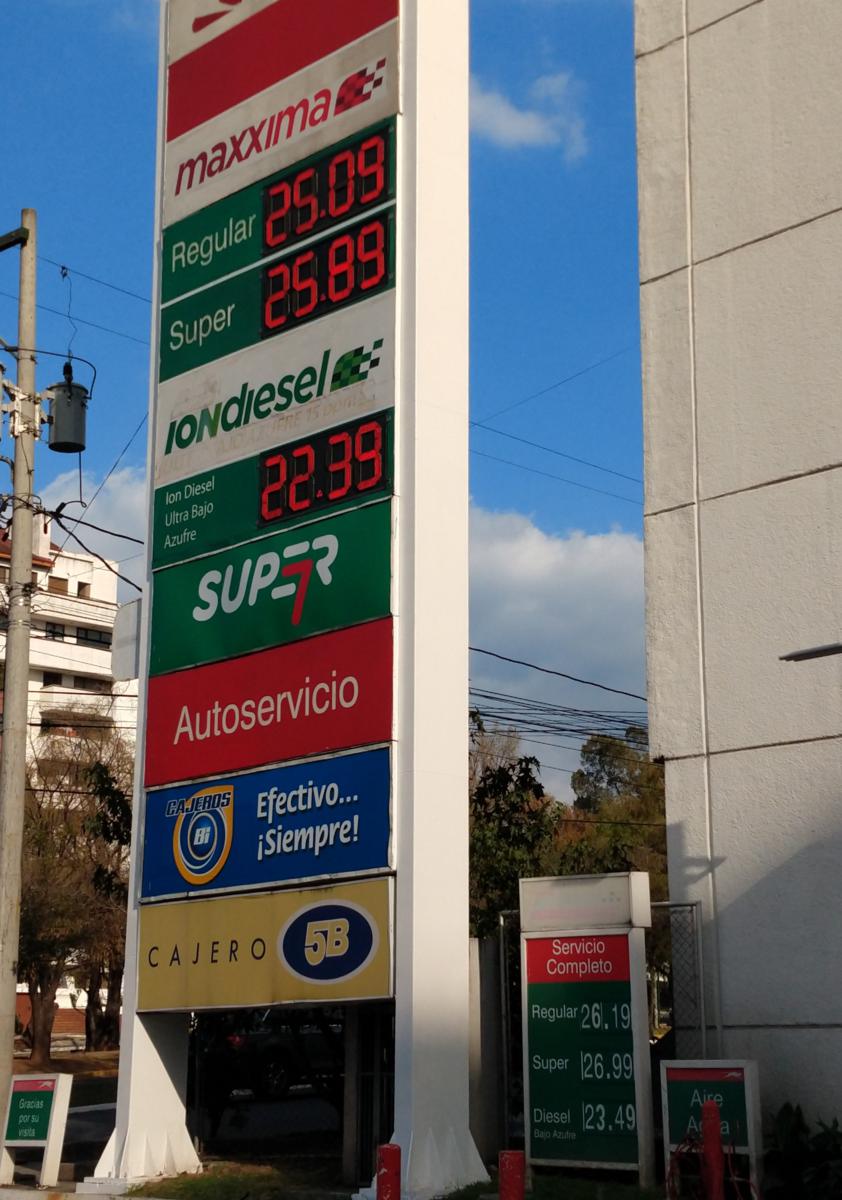 maxxima
Regular 25.09
Super 25.89
ıondiesel
Ion Diesel
Ultra Bajo
Azufre
22.39
SUPER 7
Autoservicio
CAJEROS
Bi
Efectivo...
¡Siempre!
CAJERO 5B
Servicio
Completo
Regular 26.19
Super 26.99
Diesel 23.49
Bajo Azufre
Aire
Agua
Gracias
por su
visita